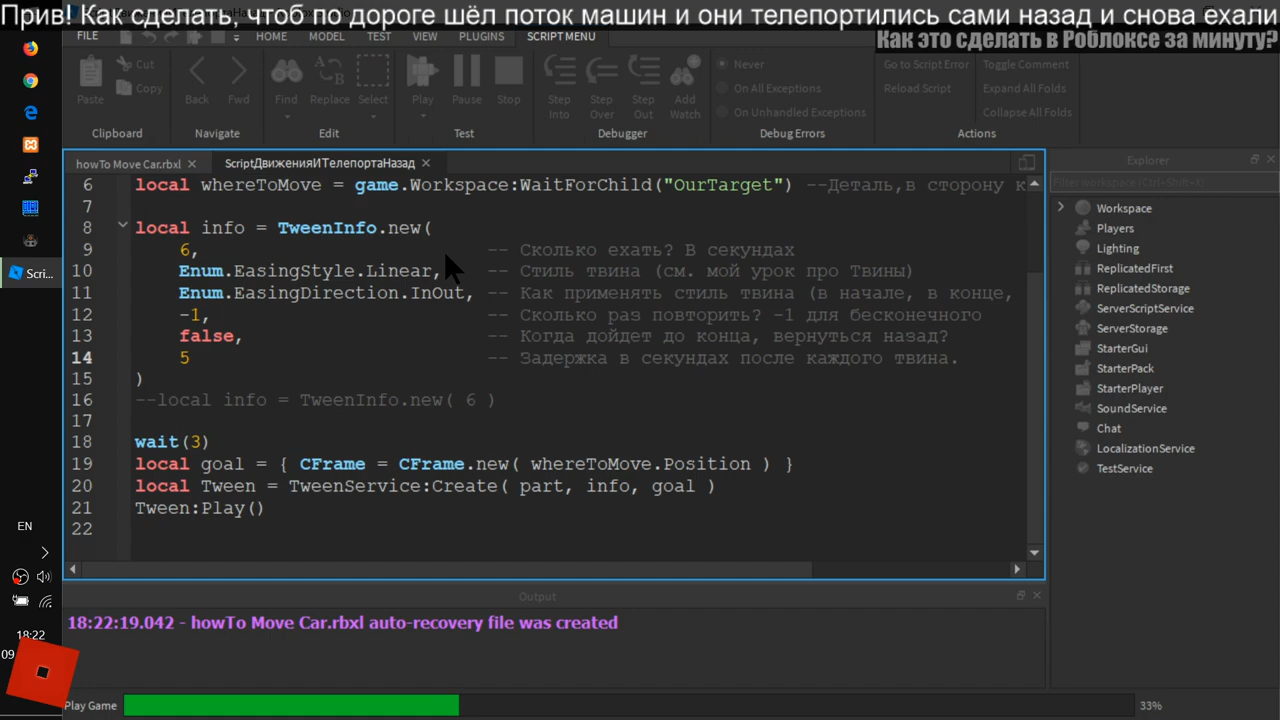 Прив! Как сделать, чтоб по дороге шёл поток машин и они телепортились сами назад и снова ехали
Как это сделать в Роблоксе за минуту?
FILE HOME MODEL TEST VIEW PLUGINS SCRIPT MENU
Paste Cut Copy Back Fwd Find Replace Select Play Pause Stop Step Into Step Over Step Out Add Watch
Never
On All Exceptions
On Unhandled Exceptions
Go to Script Error Toggle Comment
Reload Script Expand All Folds
Collapse All Folds
Clipboard Navigate Edit Test Debugger Debug Errors Actions
howTo Move Car.rbxl СкриптДвиженияИТелепортаНазад
Explorer
Filter workspace (Ctrl+Shift+X)
6 local whereToMove = game.Workspace:WaitForChild("OurTarget") --Деталь,в сторону к
7
8 local info = TweenInfo.new(
9 6, -- Сколько ехать? В секундах
10 Enum.EasingStyle.Linear, -- Стиль твина (см. мой урок про Твины)
11 Enum.EasingDirection.InOut, -- Как применять стиль твина (в начале, в конце,
12 -1, -- Сколько раз повторить? -1 для бесконечного
13 false, -- Когда дойдет до конца, вернуться назад?
14 5 -- Задержка в секундах после каждого твина.
15 )
16 --local info = TweenInfo.new( 6 )
17
18 wait(3)
19 local goal = { CFrame = CFrame.new( whereToMove.Position ) }
20 local Tween = TweenService:Create( part, info, goal )
21 Tween:Play()
22
Workspace
Players
Lighting
ReplicatedFirst
ReplicatedStorage
ServerScriptService
ServerStorage
StarterGui
StarterPack
StarterPlayer
SoundService
Chat
LocalizationService
TestService
Output
18:22:19.042 - howTo Move Car.rbxl auto-recovery file was created
Scri...
EN
18:22
09
Play Game 33%